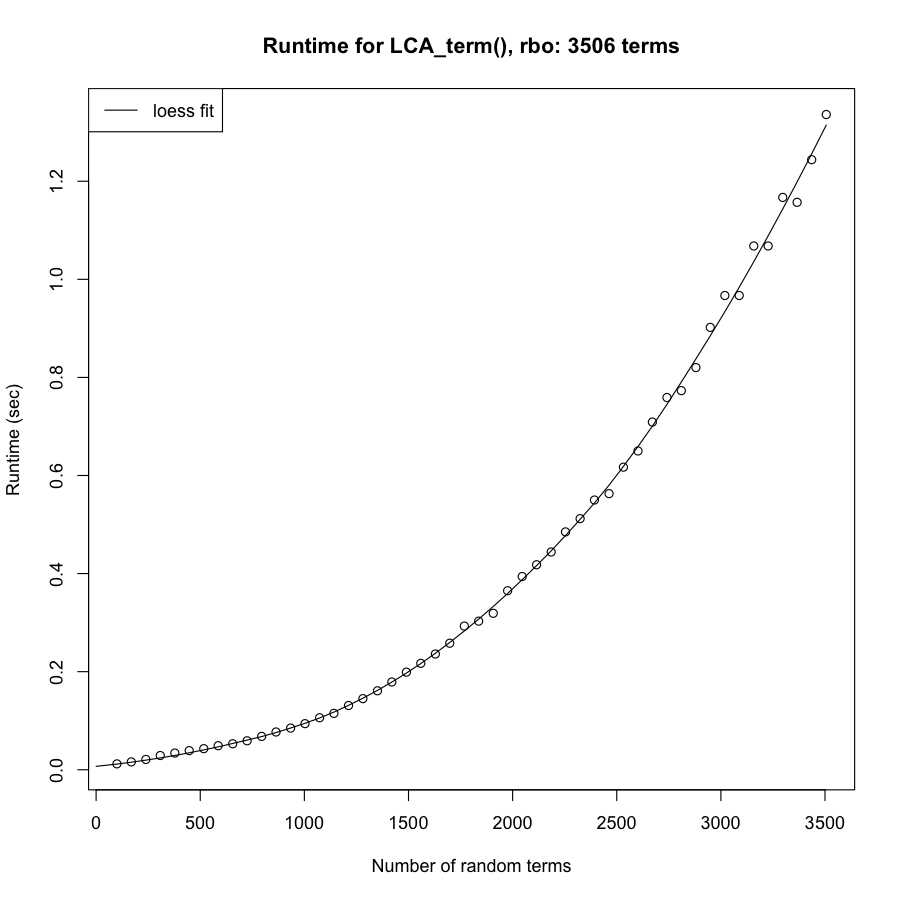 Runtime for LCA_term(), rbo: 3506 terms
loess fit
Runtime (sec)
1.2
1.0
0.8
0.6
0.4
0.2
0.0
0 500 1000 1500 2000 2500 3000 3500
Number of random terms